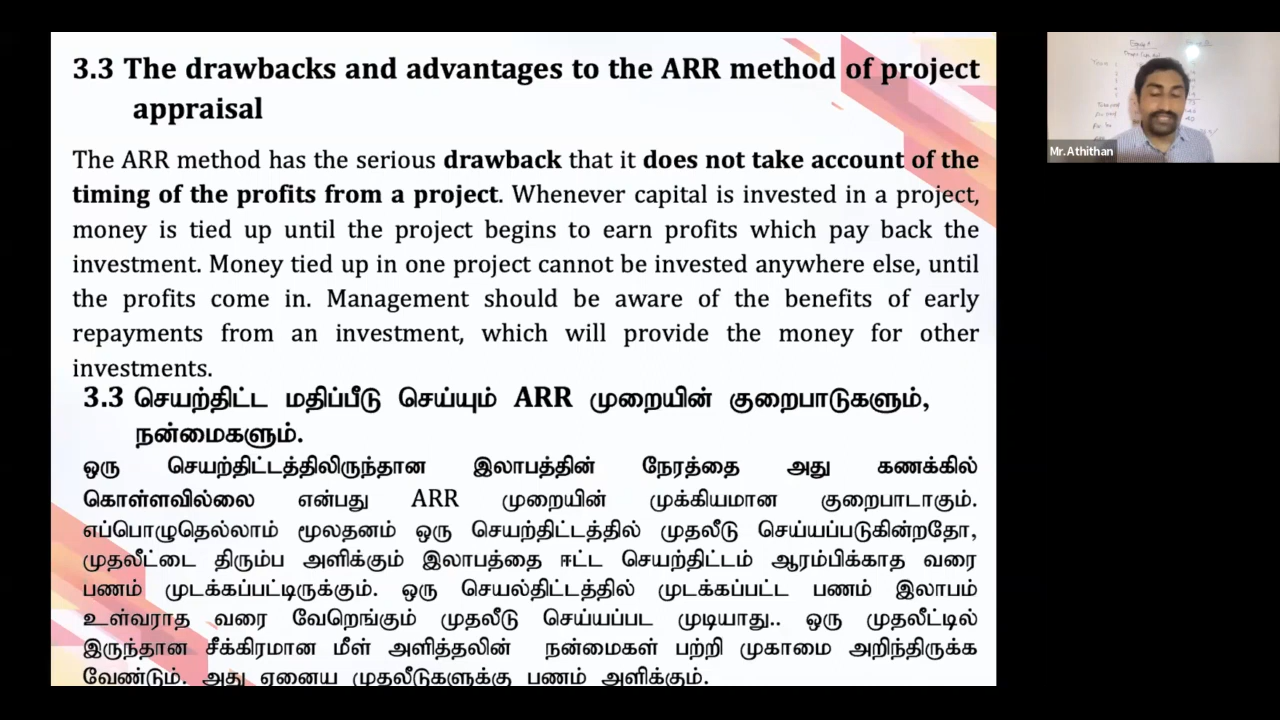 3.3 The drawbacks and advantages to the ARR method of project
appraisal
The ARR method has the serious drawback that it does not take account of the
timing of the profits from a project. Whenever capital is invested in a project,
money is tied up until the project begins to earn profits which pay back the
investment. Money tied up in one project cannot be invested anywhere else, until
the profits come in. Management should be aware of the benefits of early
repayments from an investment, which will provide the money for other
investments.
3.3 செயற்திட்ட மதிப்பீடு செய்யும் ARR முறையின் குறைபாடுகளும்,
நன்மைகளும்.
ஒரு செயற்திட்டத்திலிருந்தான இலாபத்தின் நேரத்தை அது கணக்கில்
கொள்ளவில்லை என்பது ARR முறையின் முக்கியமான குறைபாடாகும்.
எப்பொழுதெல்லாம் மூலதனம் ஒரு செயற்திட்டத்தில் முதலீடு செய்யப்படுகின்றதோ,
முதலீட்டை திரும்ப அளிக்கும் இலாபத்தை ஈட்ட செயற்திட்டம் ஆரம்பிக்காத வரை
பணம் முடக்கப்பட்டிருக்கும். ஒரு செயல்திட்டத்தில் முடக்கப்பட்ட பணம் இலாபம்
உள்வராத வரை வேறெங்கும் முதலீடு செய்யப்பட முடியாது.. ஒரு முதலீட்டில்
இருந்தான சீக்கிரமான மீள் அளித்தலின் நன்மைகள் பற்றி முகாமை அறிந்திருக்க
வேண்டும். அது ஏனைய முதலீடுகளுக்கு பணம் அளிக்கும்.
Mr.Athithan